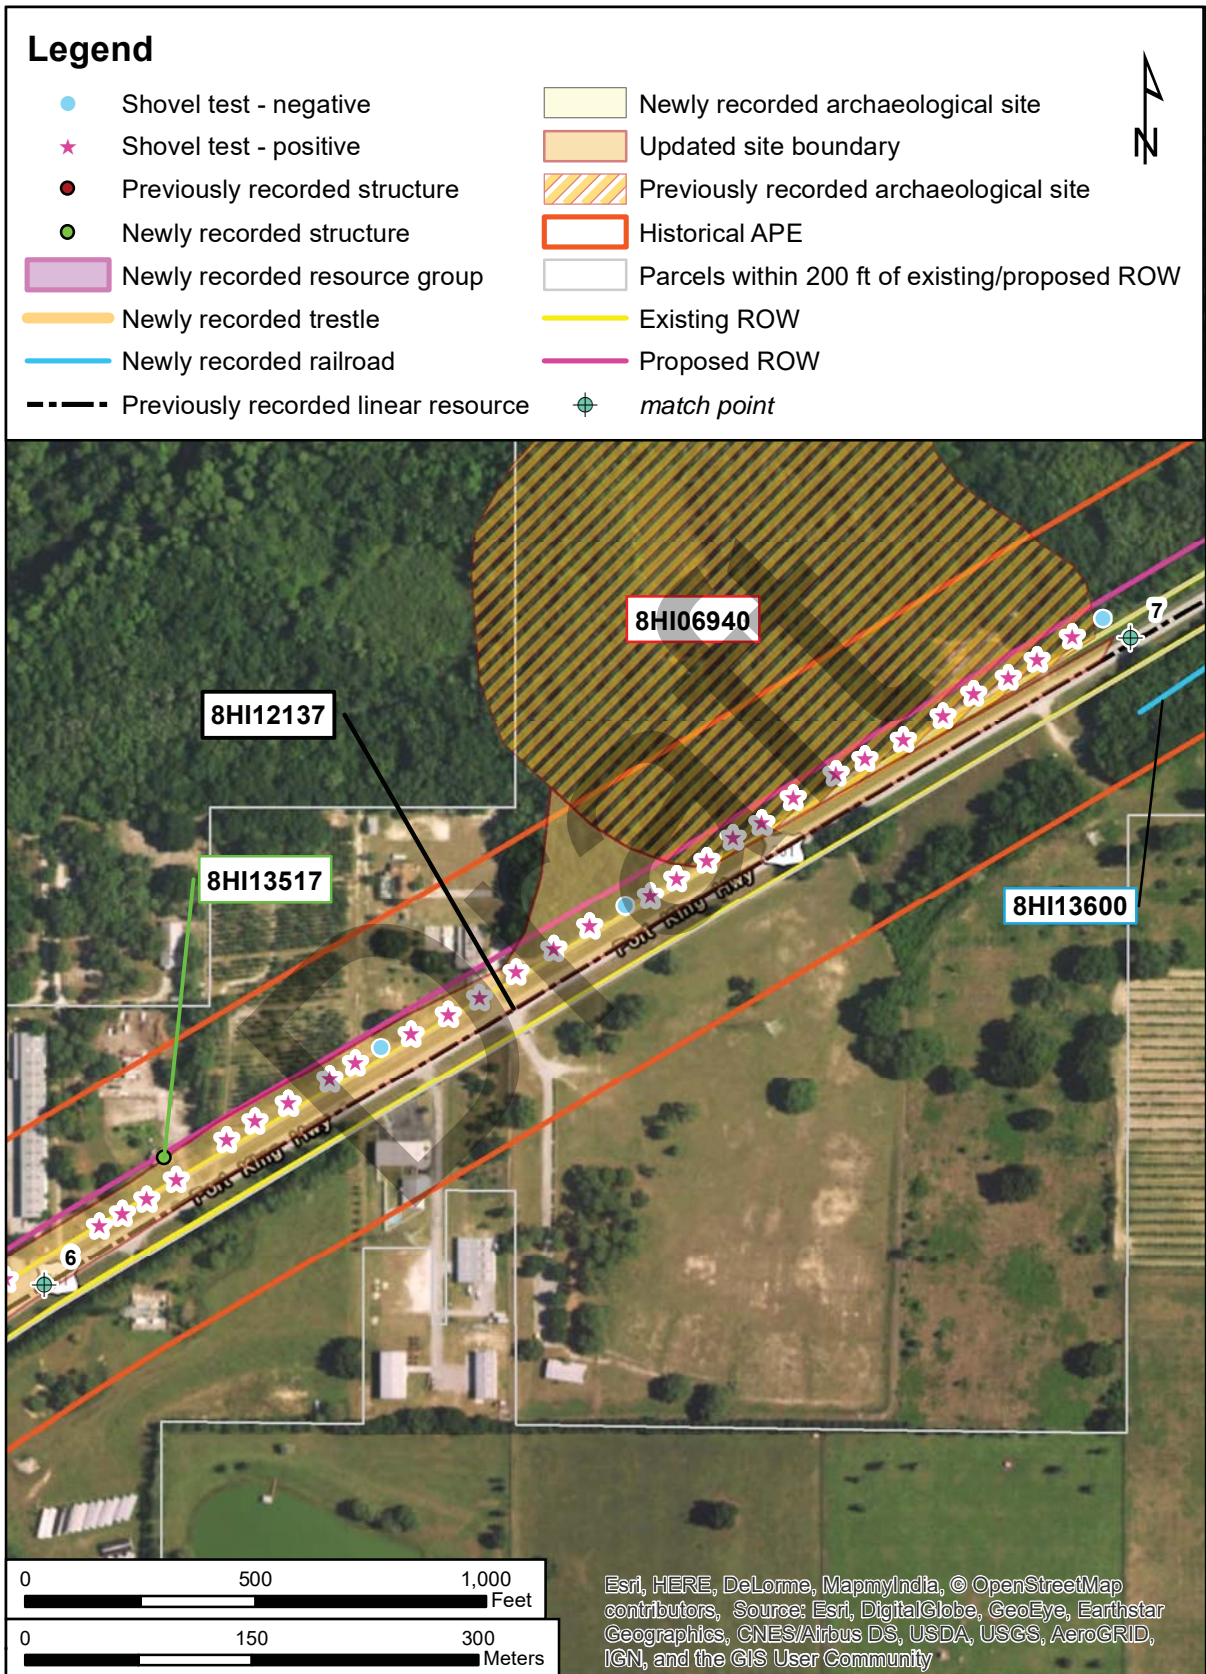 Legend
Shovel test - negative
Shovel test - positive
Previously recorded structure
Newly recorded structure
Newly recorded resource group
Newly recorded trestle
Newly recorded railroad
Previously recorded linear resource
Newly recorded archaeological site
Updated site boundary
Previously recorded archaeological site
Historical APE
Parcels within 200 ft of existing/proposed ROW
Existing ROW
Proposed ROW
match point
N
8HI06940
7
8HI12137
8HI13517
8HI13600
Fort King Hwy
Fort King Hwy
6
Draft
0 500 1,000
Feet
0 150 300
Meters
Esri, HERE, DeLorme, MapmyIndia, © OpenStreetMap
contributors, Source: Esri, DigitalGlobe, GeoEye, Earthstar
Geographics, CNES/Airbus DS, USDA, USGS, AeroGRID,
IGN, and the GIS User Community